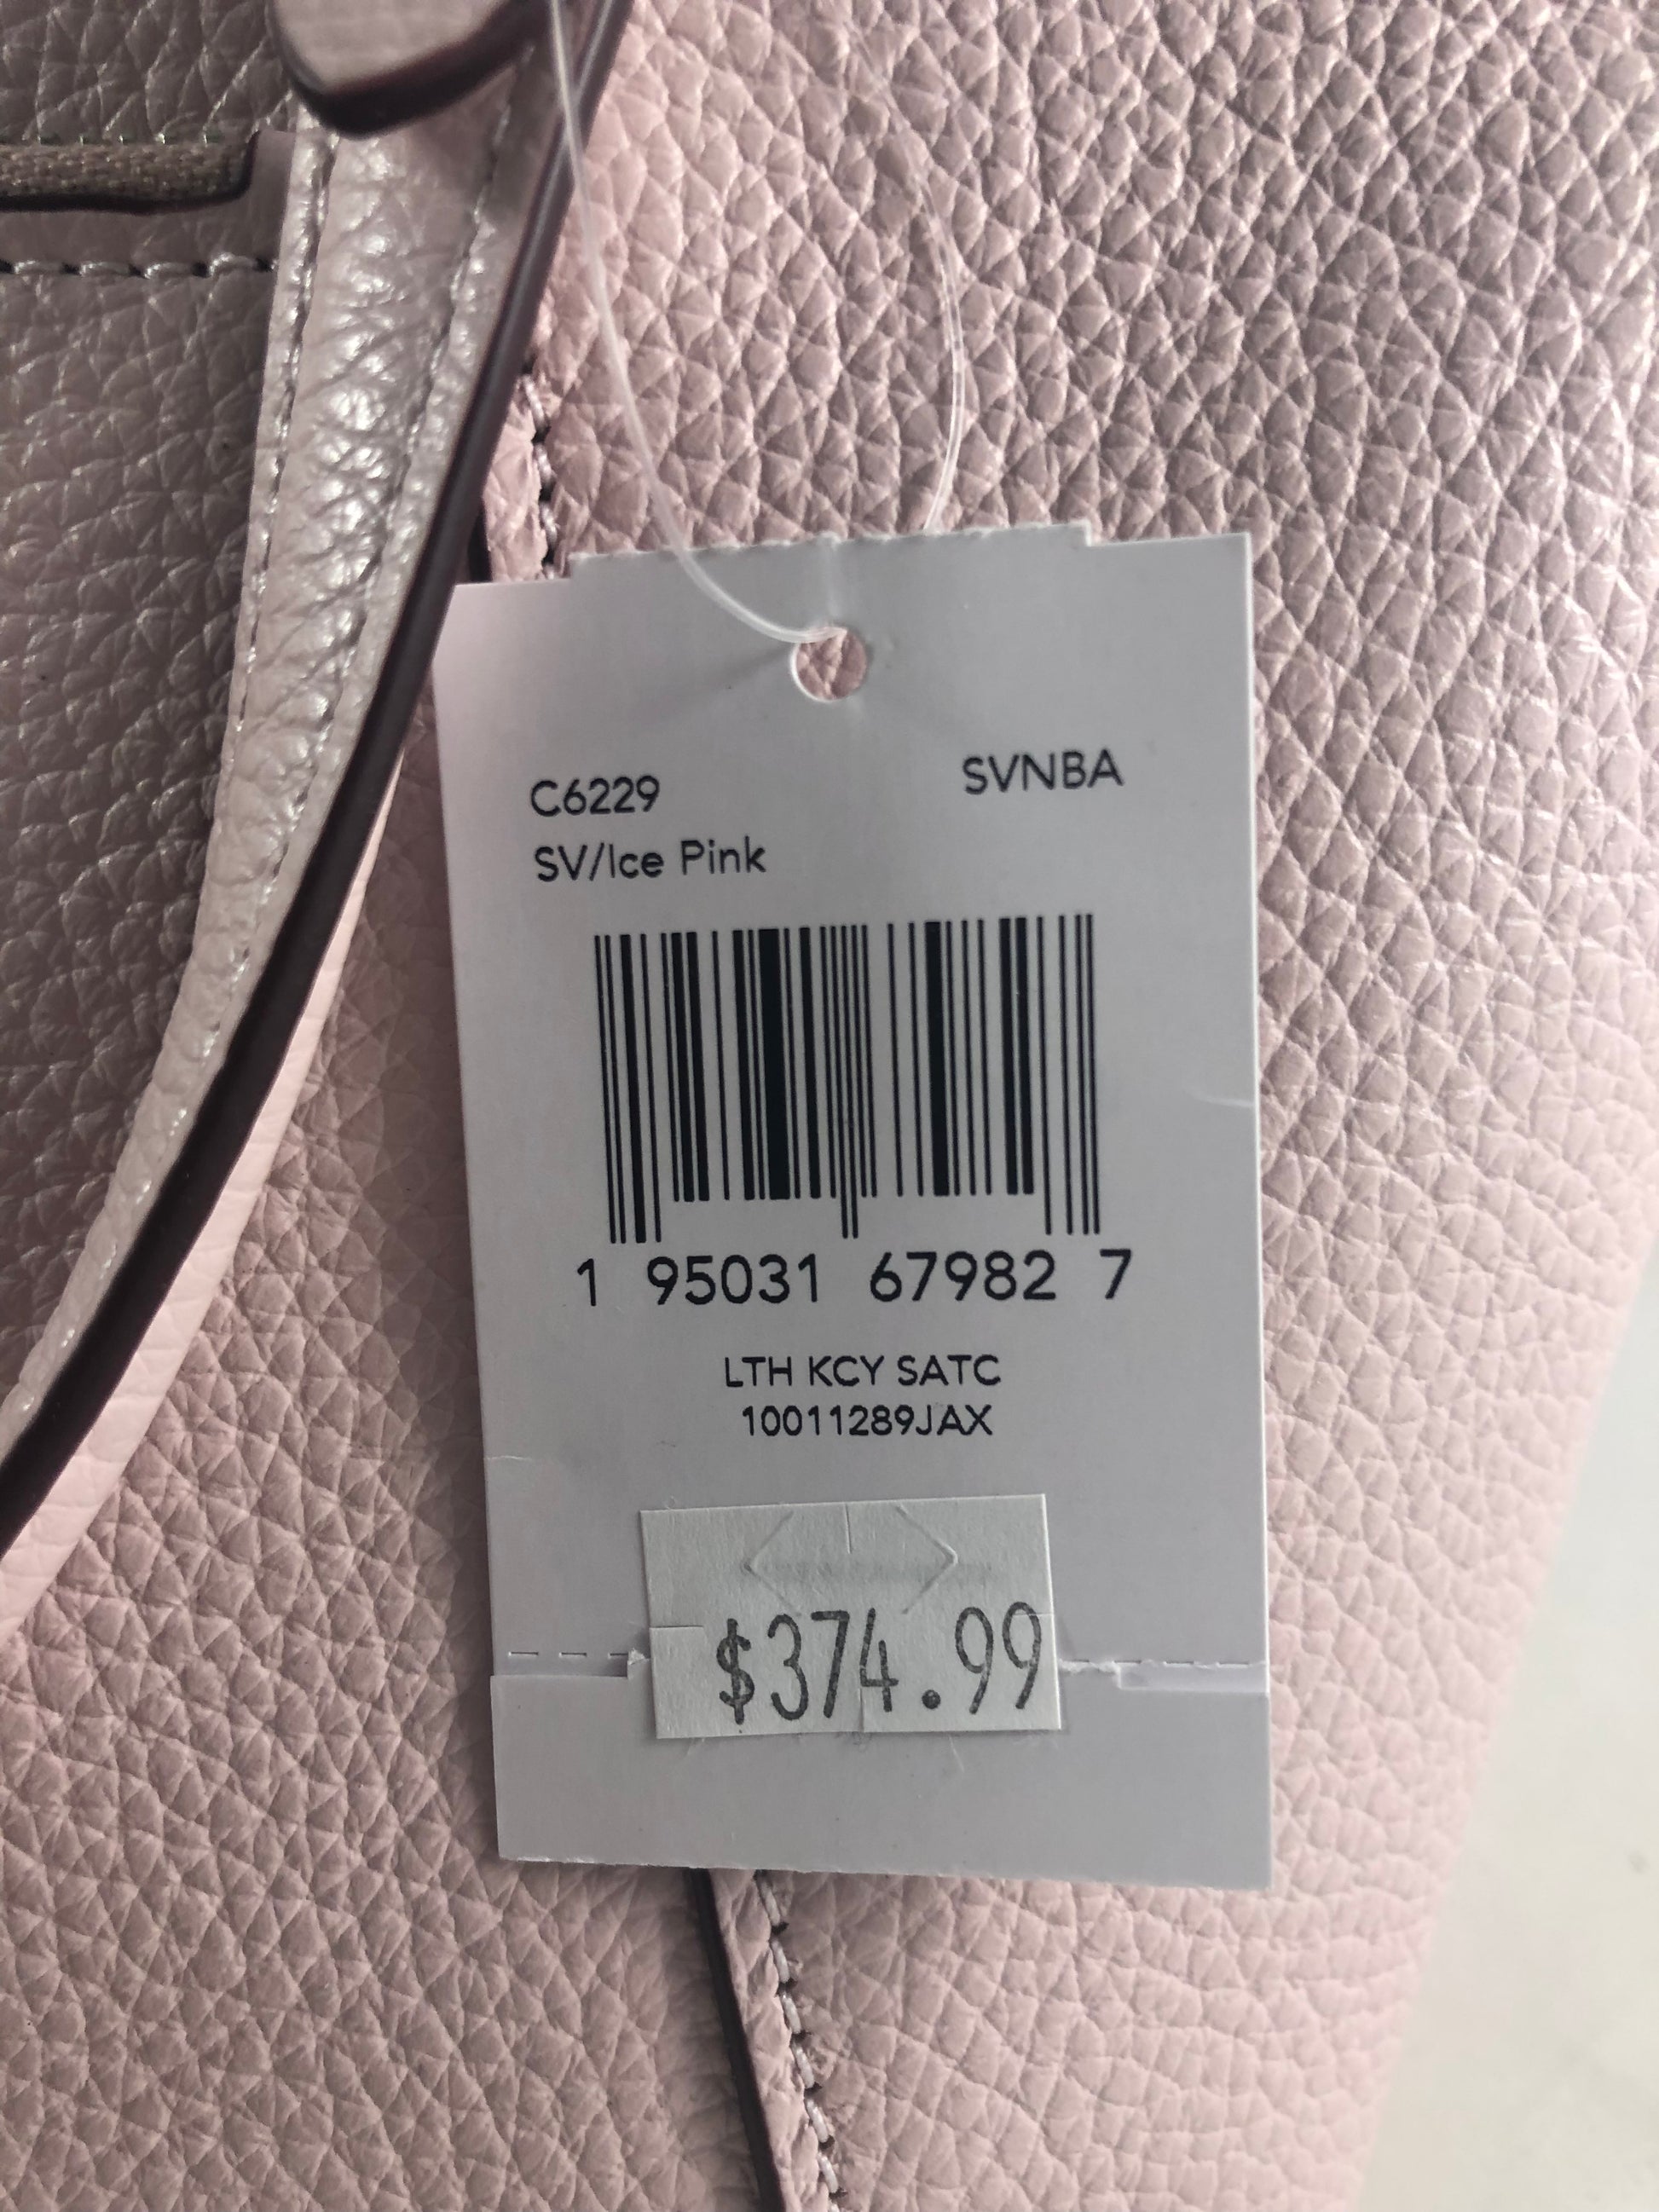 C6229 SVNBA
SV/Ice Pink
1 95031 67982 7
LTH KCY SATC
10011289JAX
$374.99